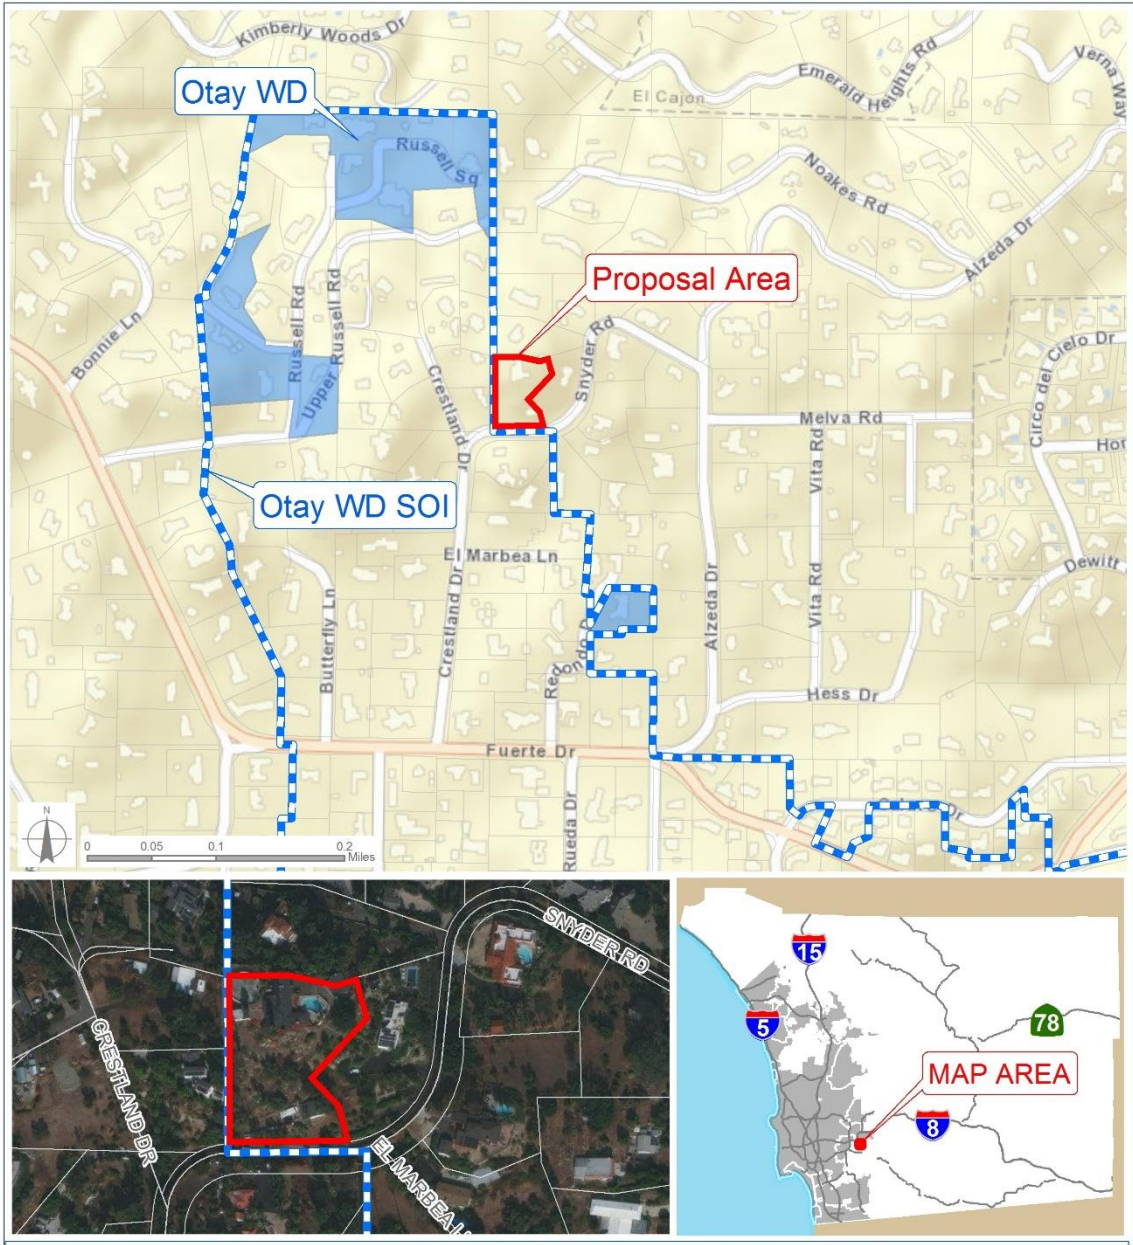 Kimberly Woods Dr
Otay WD
El Cajon
Emerald Heights Rd
Verna Way
Russell Sq
Noakes Rd
Alzeda Dr
Proposal Area
Bonnie Ln
Russell Rd
Upper Russell Rd
Snyder Rd
Circo del Cielo Dr
Crestland Dr
Melva Rd
Hor
Vita Rd
Otay WD SOI
El Marbea Ln
Dewitt
Butterfly Ln
Crestland Dr
Alzeda Dr
Vita Rd
Hess Dr
Fuerte Dr
Rueda Dr
N
0 0.05 0.1 0.2
Miles
SNYDER RD
CRESTLAND DR
EL MARBEA
15
5
78
MAP AREA
8